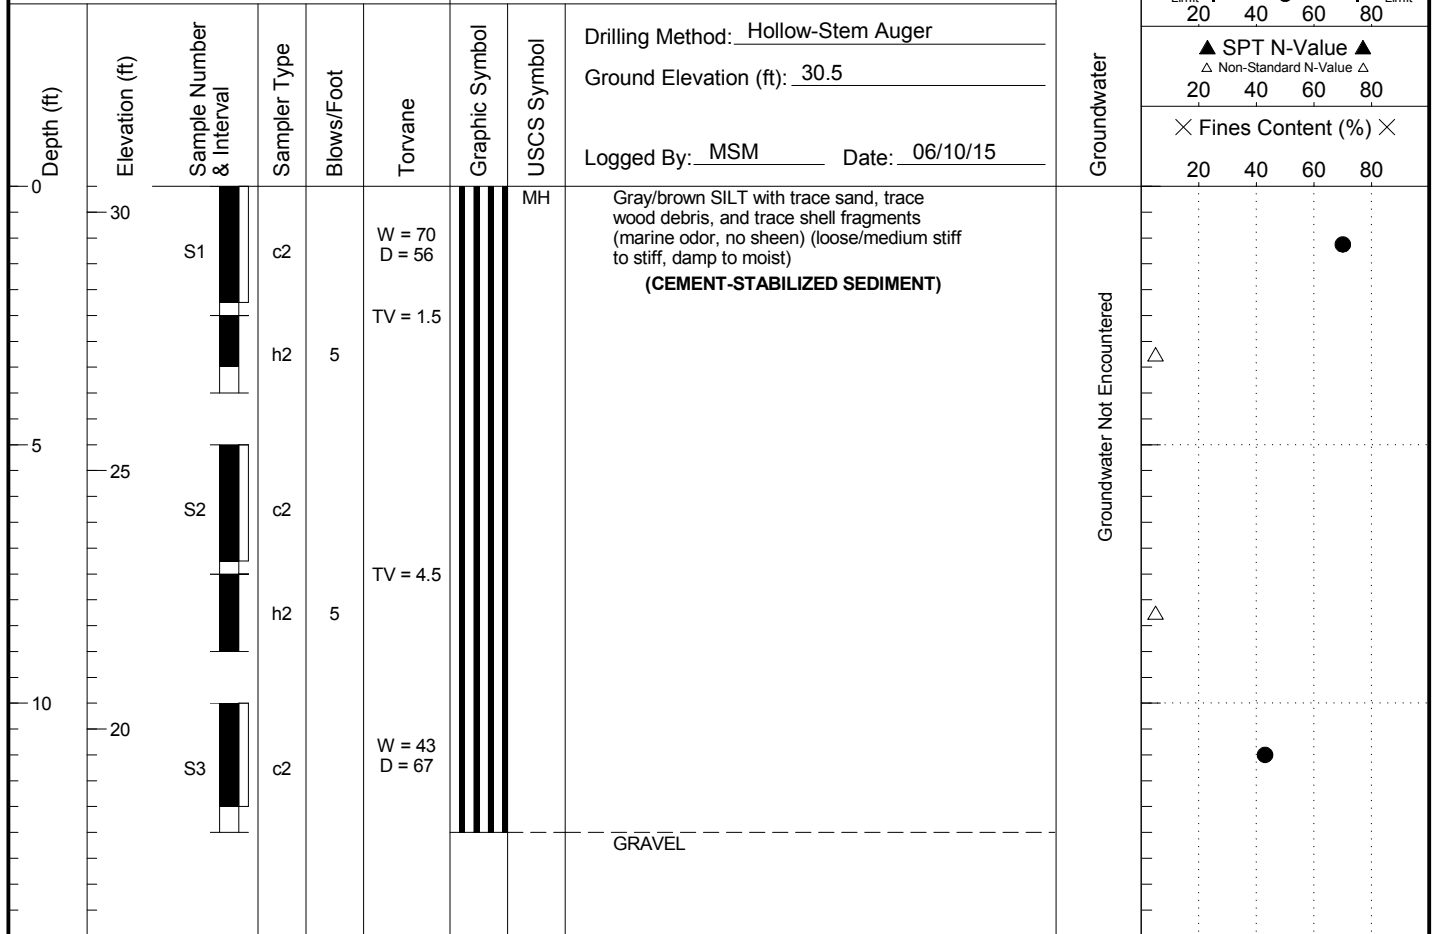 Limit Limit
20 40 60 80
Depth (ft)
Elevation (ft)
Sample Number
& Interval
Sampler Type
Blows/Foot
Torvane
Graphic Symbol
USCS Symbol
Drilling Method: Hollow-Stem Auger
Ground Elevation (ft): 30.5
Logged By: MSM Date: 06/10/15
Groundwater
▲ SPT N-Value ▲
△ Non-Standard N-Value △
20 40 60 80
× Fines Content (%) ×
20 40 60 80
0
30
MH
Gray/brown SILT with trace sand, trace
wood debris, and trace shell fragments
(marine odor, no sheen) (loose/medium stiff
to stiff, damp to moist)
(CEMENT-STABILIZED SEDIMENT)
S1 c2
W = 70
D = 56
TV = 1.5
h2 5
Groundwater Not Encountered
5
25
S2 c2
TV = 4.5
h2 5
10
20
S3 c2
W = 43
D = 67
GRAVEL